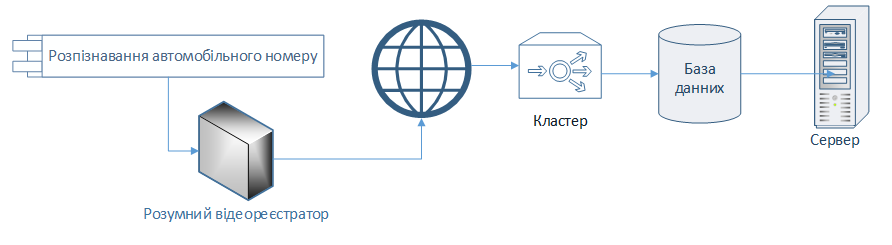 Розпізнавання автомобільного номеру
Розумний відеореєстратор
Кластер
База
данних
Сервер